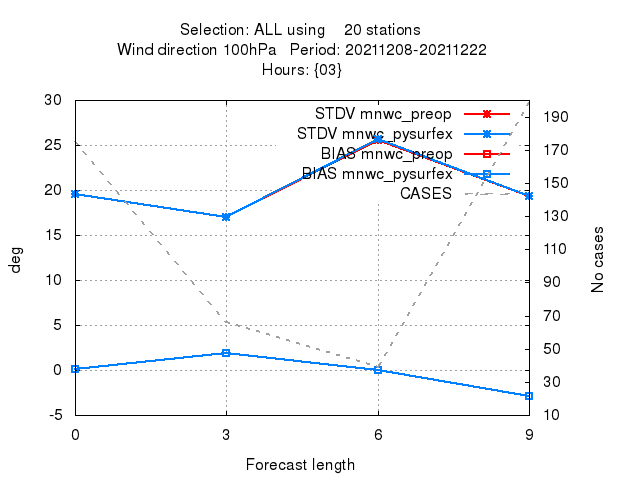 Selection: ALL using    20 stations
Wind direction 100hPa   Period: 20211208-20211222
Hours: {03}
STDV mnwc_preop
STDV mnwc_pysurfex
BIAS mnwc_preop
BIAS mnwc_pysurfex
CASES
30
25
20
15
10
5
0
-5
deg
190
170
150
130
110
90
70
50
30
10
No cases
0 3 6 9
Forecast length